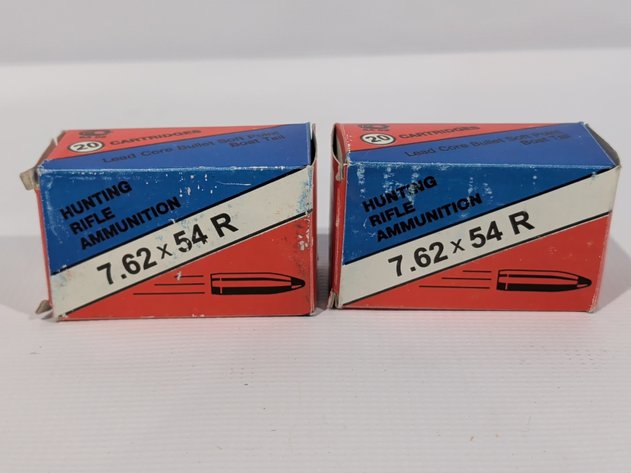 20 CARTRIDGES
Lead Core Bullet Soft Point
Boat Tail
HUNTING
RIFLE
AMMUNITION
7.62 x 54 R
20 CARTRIDGES
Lead Core Bullet Soft Point
Boat Tail
HUNTING
RIFLE
AMMUNITION
7.62 x 54 R